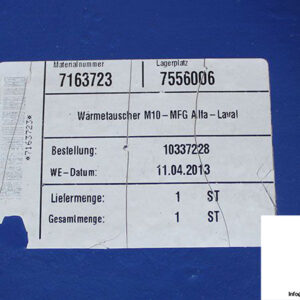 Materialnummer Lagerplatz
7163723 7556006
Wärmetauscher M10-MFG Alfa-Laval
Bestellung: 10337228
WE-Datum: 11.04.2013
Liefermenge: 1 ST
Gesamtmenge: 1 ST
*7163723*